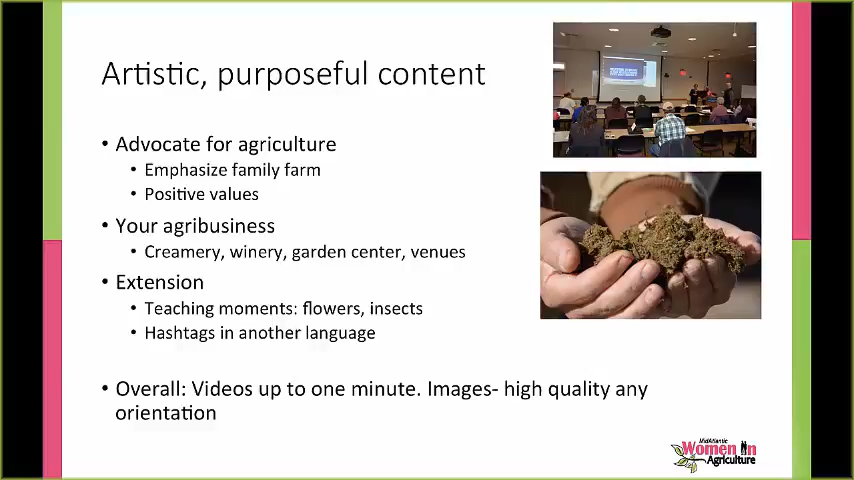 Artistic, purposeful content
• Advocate for agriculture
• Emphasize family farm
• Positive values
• Your agribusiness
• Creamery, winery, garden center, venues
• Extension
• Teaching moments: flowers, insects
• Hashtags in another language
• Overall: Videos up to one minute. Images- high quality any
orientation
MidAtlantic
Women in
Agriculture